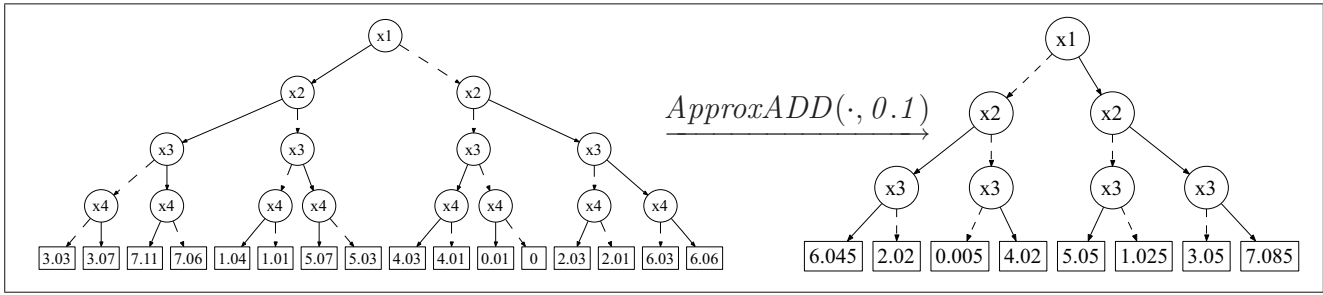 x1
x2 x2
x3 x3 x3 x3
x4 x4 x4 x4 x4 x4 x4 x4
3.03 3.07 7.11 7.06 1.04 1.01 5.07 5.03 4.03 4.01 0.01 0 2.03 2.01 6.03 6.06
ApproxADD(·, 0.1)
x1
x2 x2
x3 x3 x3 x3
6.045 2.02 0.005 4.02 5.05 1.025 3.05 7.085